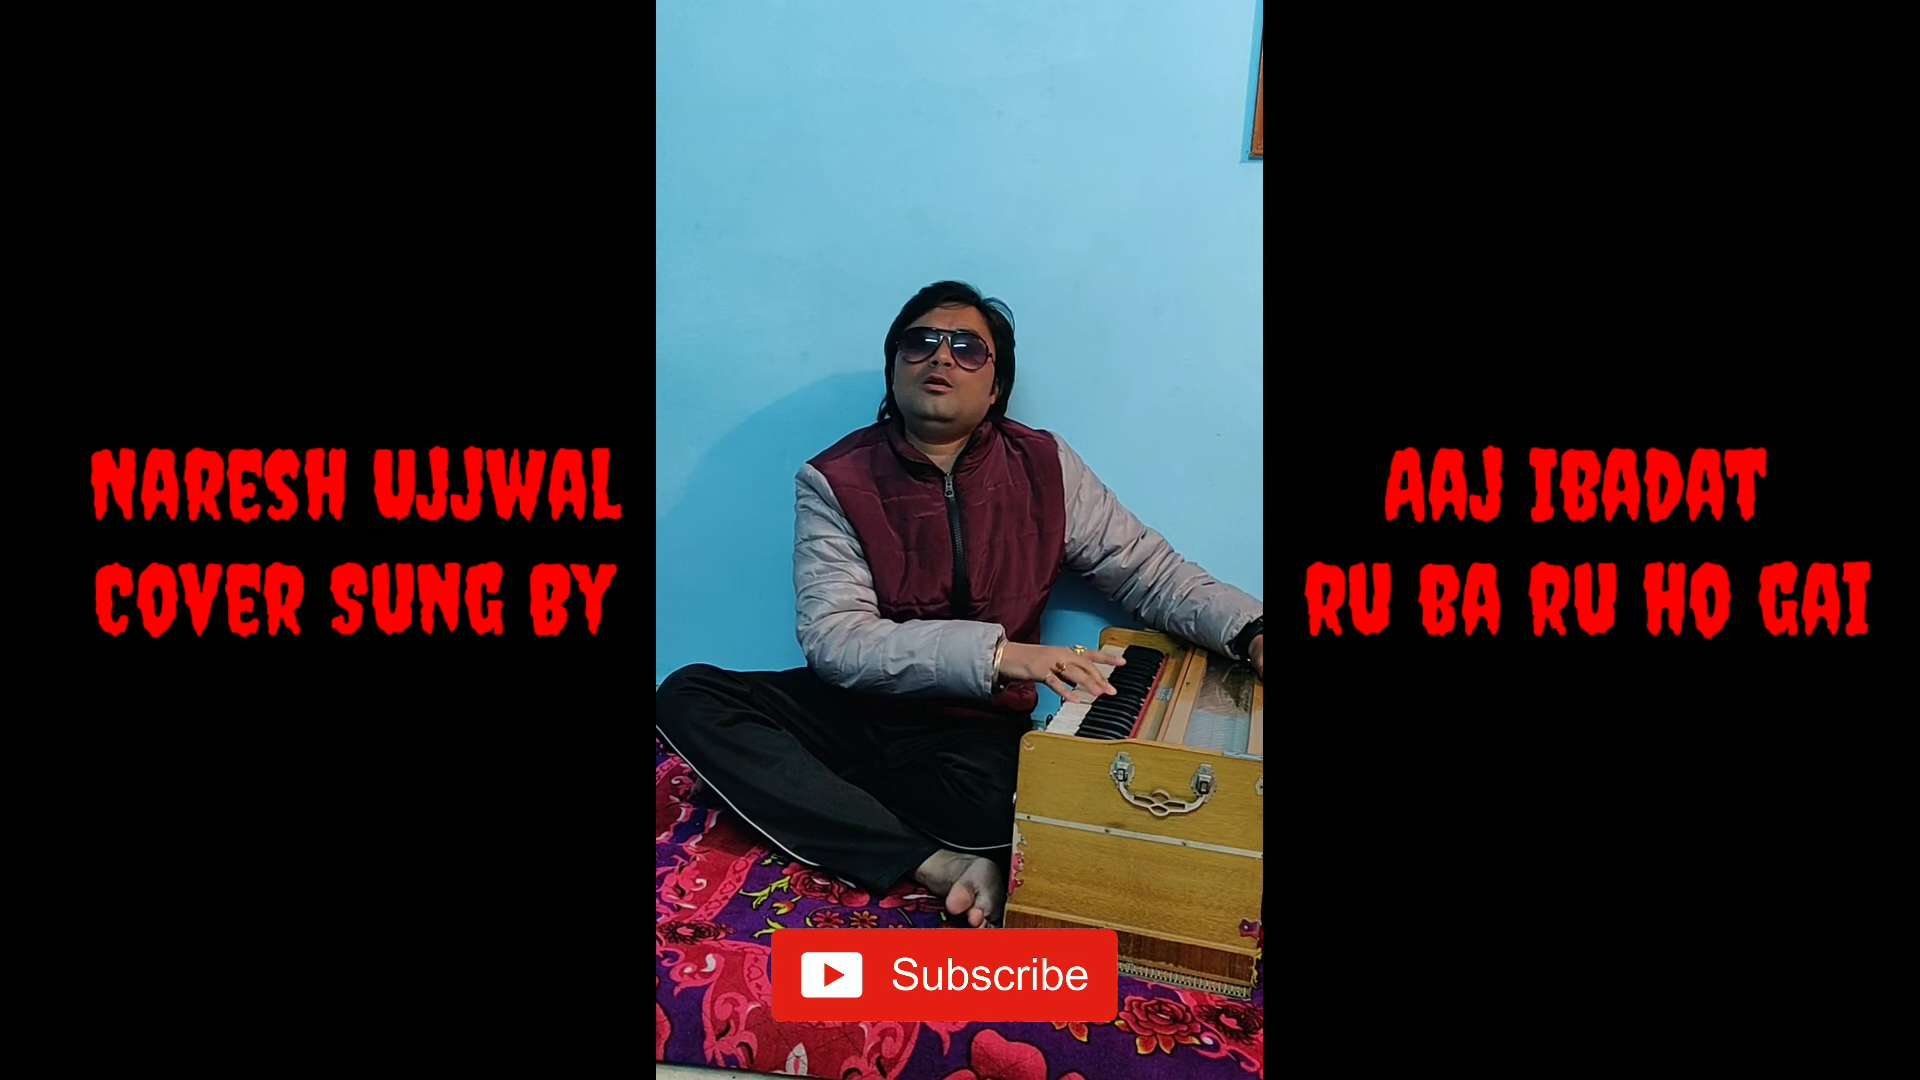 NARESH UJJWAL
COVER SUNG BY
AAJ IBADAT
RU BA RU HO GAI
Subscribe